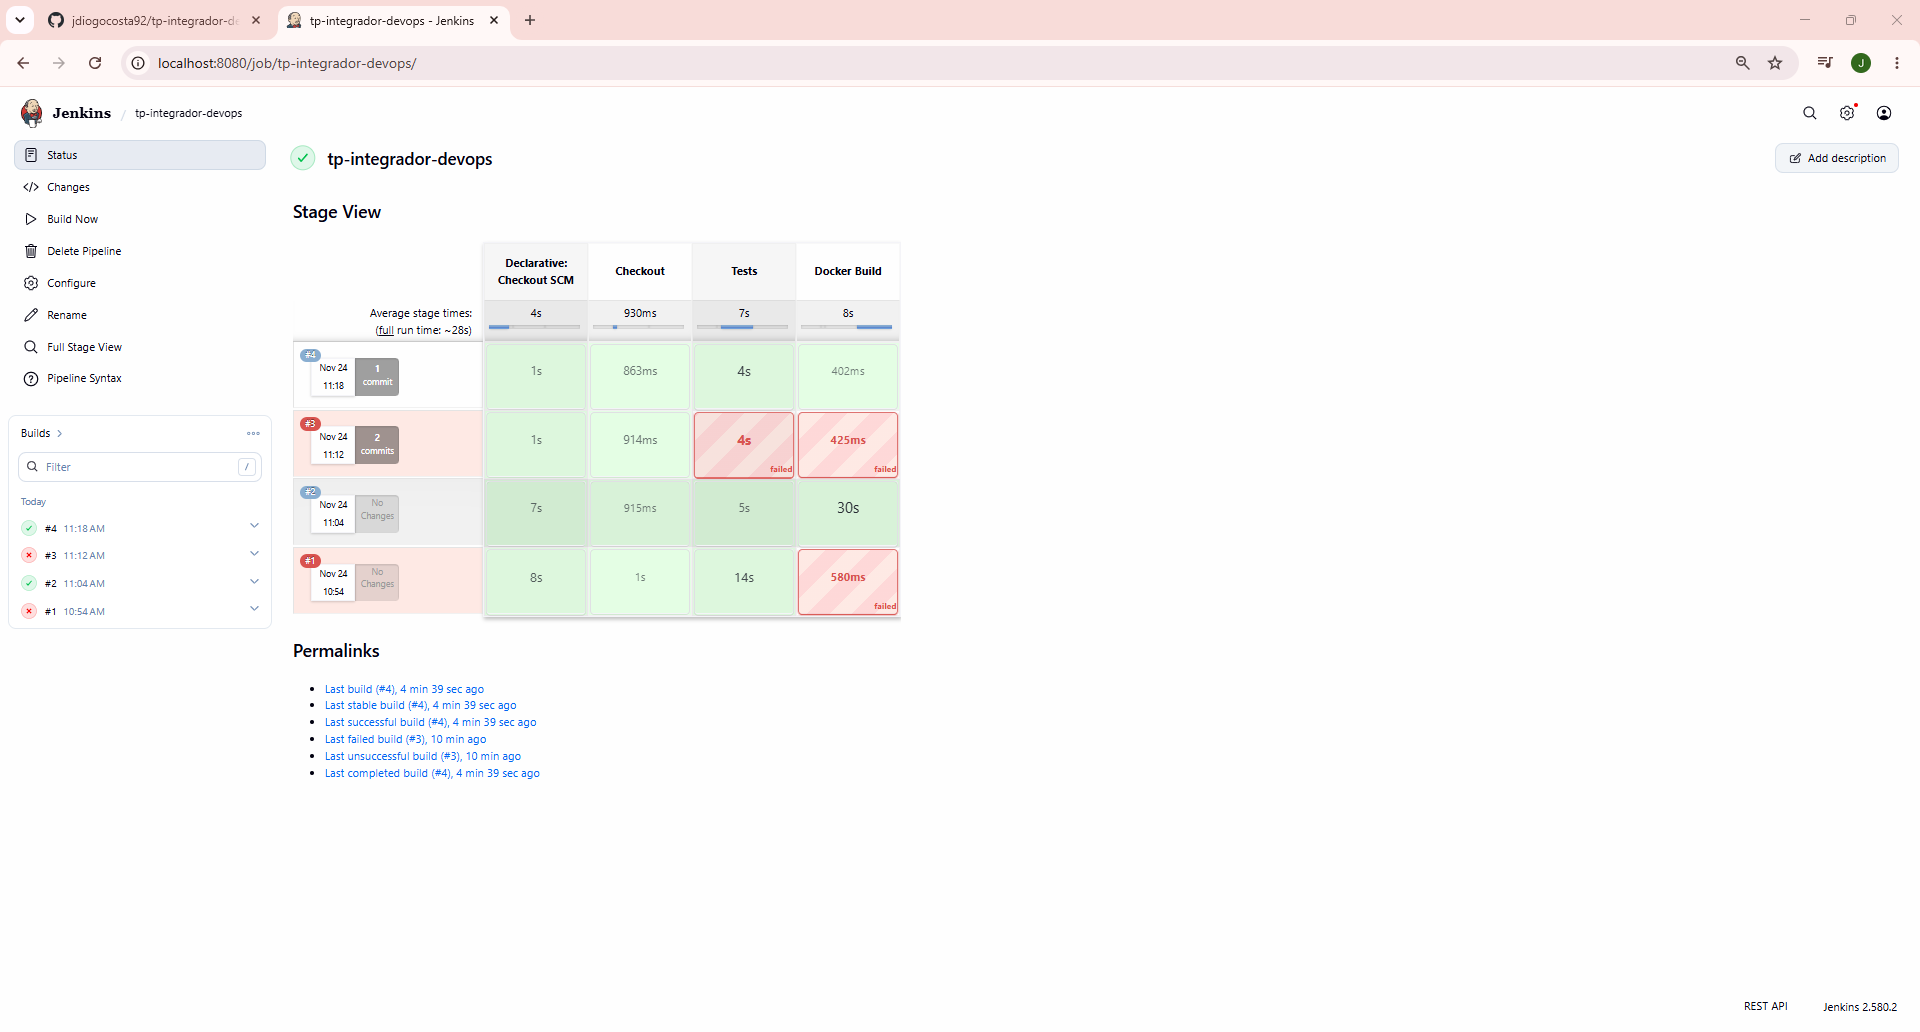 jdiogocosta92/tp-integrador-de
tp-integrador-devops - Jenkins
localhost:8080/job/tp-integrador-devops/
J
Jenkins / tp-integrador-devops
Status
Changes
Build Now
Delete Pipeline
Configure
Rename
Full Stage View
Pipeline Syntax
Builds
Filter /
Today
#4 11:18 AM
#3 11:12 AM
#2 11:04 AM
#1 10:54 AM
tp-integrador-devops
Add description
Stage View
Declarative: Checkout SCM
Checkout
Tests
Docker Build
Average stage times:
(full run time: ~28s)
4s 930ms 7s 8s
#4
Nov 24
11:18
1
commit
1s 863ms 4s 402ms
#3
Nov 24
11:12
2
commits
1s 914ms 4s failed 425ms failed
#2
Nov 24
11:04
No
Changes
7s 915ms 5s 30s
#1
Nov 24
10:54
No
Changes
8s 1s 14s 580ms failed
Permalinks
Last build (#4), 4 min 39 sec ago
Last stable build (#4), 4 min 39 sec ago
Last successful build (#4), 4 min 39 sec ago
Last failed build (#3), 10 min ago
Last unsuccessful build (#3), 10 min ago
Last completed build (#4), 4 min 39 sec ago
REST API
Jenkins 2.580.2